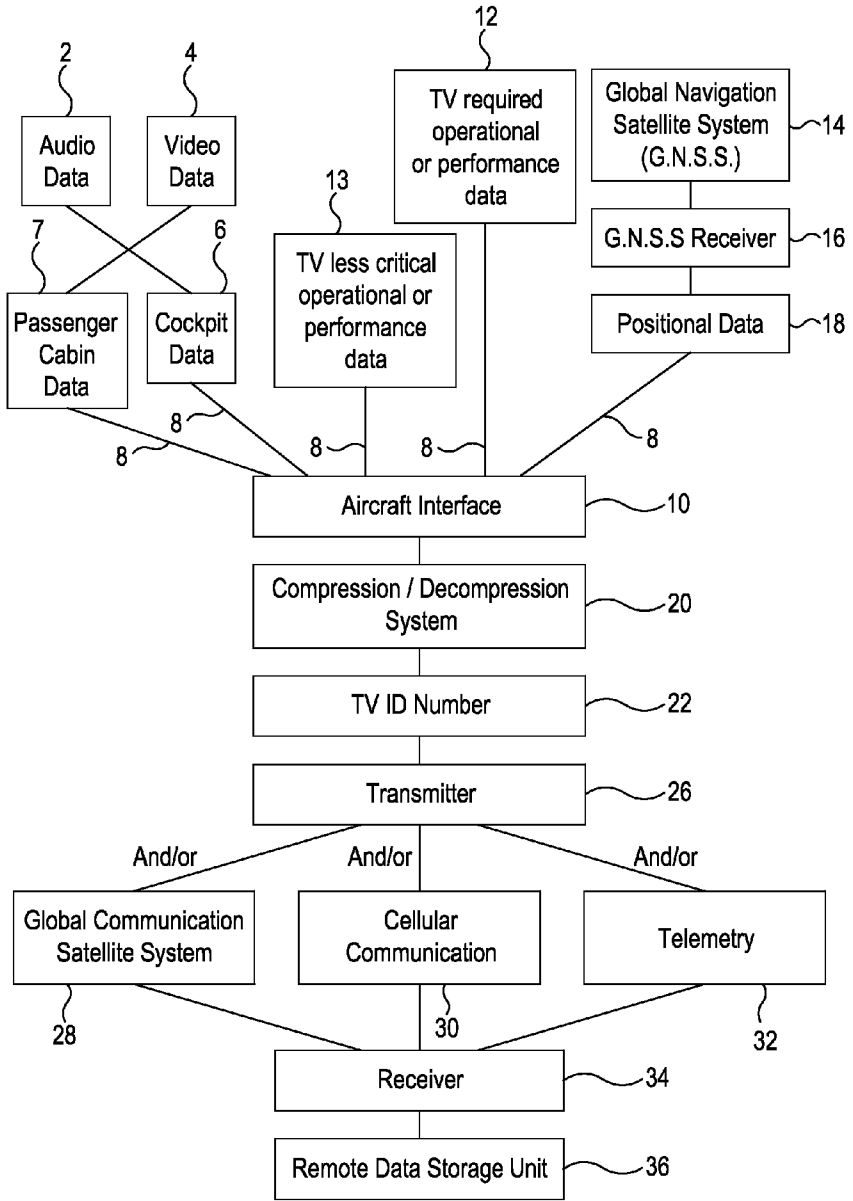 2
4
12
Audio
Data
Video
Data
TV required
operational
or performance
data
Global Navigation
Satellite System
(G.N.S.S.)
14
13
7
6
TV less critical
operational or
performance
data
G.N.S.S Receiver
16
Passenger
Cabin
Data
Cockpit
Data
Positional Data
18
8
8
8
8
8
Aircraft Interface
10
Compression / Decompression
System
20
TV ID Number
22
Transmitter
26
And/or
And/or
And/or
Global Communication
Satellite System
Cellular
Communication
Telemetry
28
30
32
Receiver
34
Remote Data Storage Unit
36